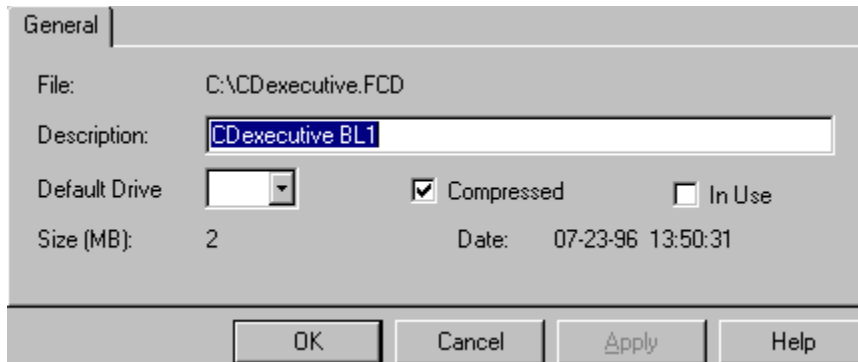 General
File: C:\CDexecutive.FCD
Description: CDexecutive BL1
Default Drive Compressed In Use
Size (MB): 2 Date: 07-23-96 13:50:31
OK Cancel Apply Help